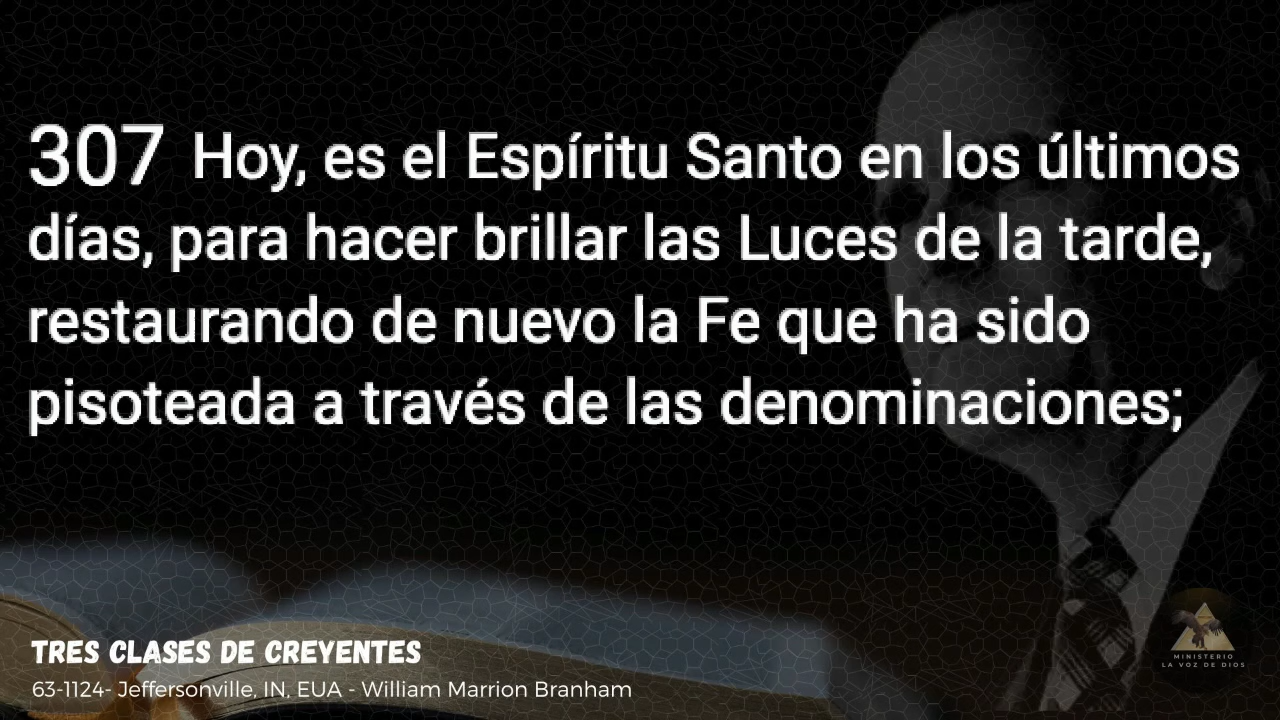 307 Hoy, es el Espíritu Santo en los últimos
días, para hacer brillar las Luces de la tarde,
restaurando de nuevo la Fe que ha sido
pisoteada a través de las denominaciones;
TRES CLASES DE CREYENTES
63-1124- Jeffersonville, IN, EUA - William Marrion Branham
MINISTERIO
LA VOZ DE DIOS